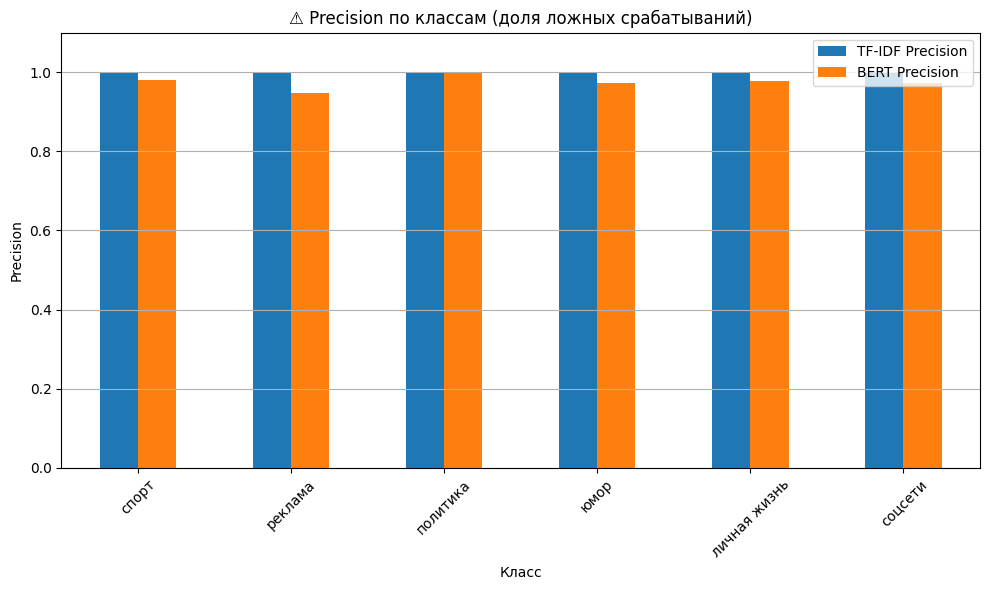 ⚠ Precision по классам (доля ложных срабатываний)
TF-IDF Precision
BERT Precision
Precision
1.0
0.8
0.6
0.4
0.2
0.0
спорт
реклама
политика
юмор
личная жизнь
соцсети
Класс